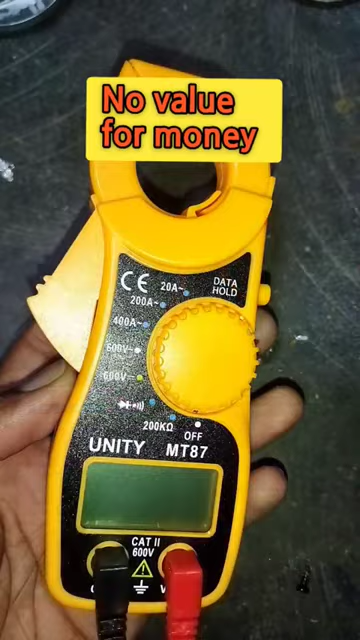 No value
for money
CE
20A~
DATA
HOLD
200A~
400A~
600V~
600V
200KΩ
OFF
UNITY MT87
CAT II
600V